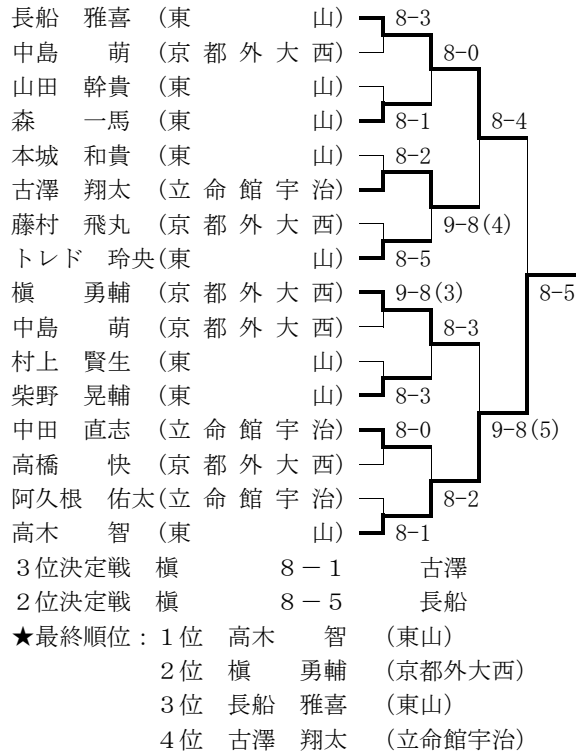 長船 雅喜 (東 山) 8-3
中島 萌 (京都外大西) 8-0
山田 幹貴 (東 山)
森 一馬 (東 山) 8-1 8-4
本城 和貴 (東 山) 8-2
古澤 翔太 (立命館宇治)
藤村 飛丸 (京都外大西) 9-8(4)
トレド 玲央(東 山) 8-5
槇 勇輔 (京都外大西) 9-8(3) 8-5
中島 萌 (京都外大西) 8-3
村上 賢生 (東 山)
柴野 晃輔 (東 山) 8-3
中田 直志 (立命館宇治) 8-0 9-8(5)
高橋 快 (京都外大西)
阿久根 佑太(立命館宇治) 8-2
高木 智 (東 山) 8-1
3位決定戦 槇 8-1 古澤
2位決定戦 槇 8-5 長船
★最終順位:1位 高木 智 (東山)
2位 槇 勇輔 (京都外大西)
3位 長船 雅喜 (東山)
4位 古澤 翔太 (立命館宇治)